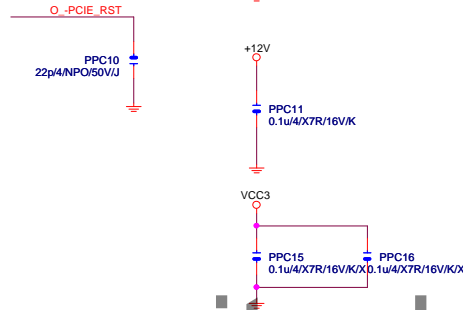 O_-PCIE_RST
PPC10
22p/4/NPO/50V/J
+12V
PPC11
0.1u/4/X7R/16V/K
VCC3
PPC15
0.1u/4/X7R/16V/K/X
PPC16
0.1u/4/X7R/16V/K/X